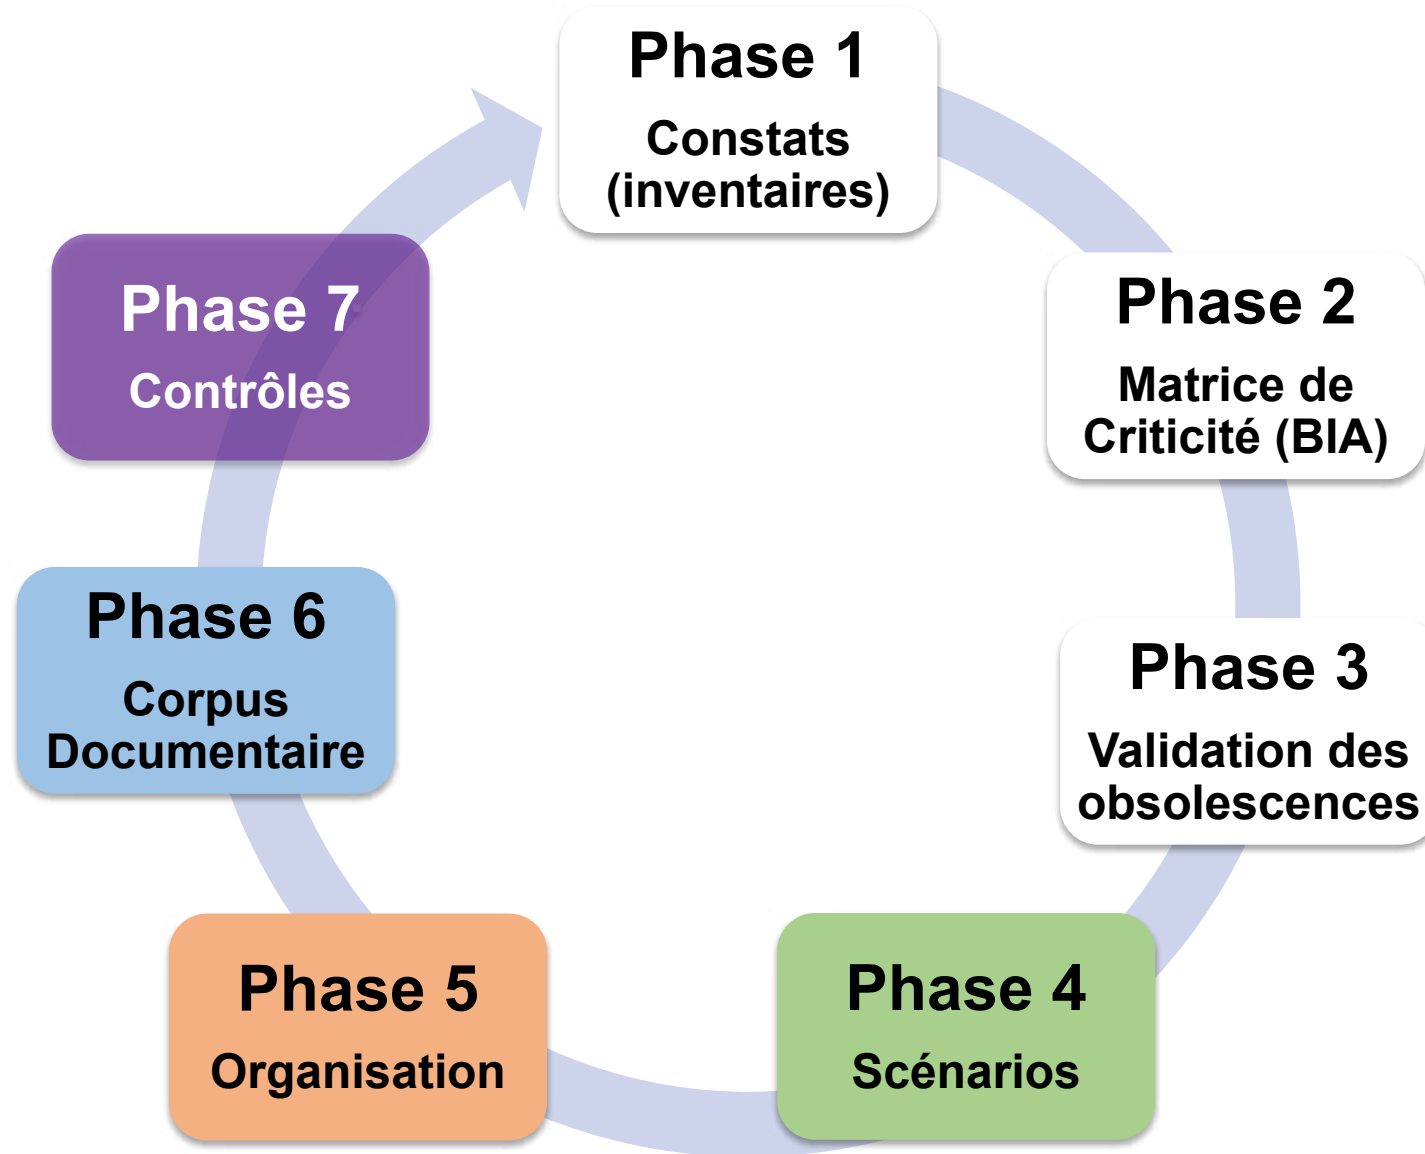 Phase 1
Constats
(inventaires)
Phase 2
Matrice de
Criticité (BIA)
Phase 3
Validation des
obsolescences
Phase 4
Scénarios
Phase 5
Organisation
Phase 6
Corpus
Documentaire
Phase 7
Contrôles